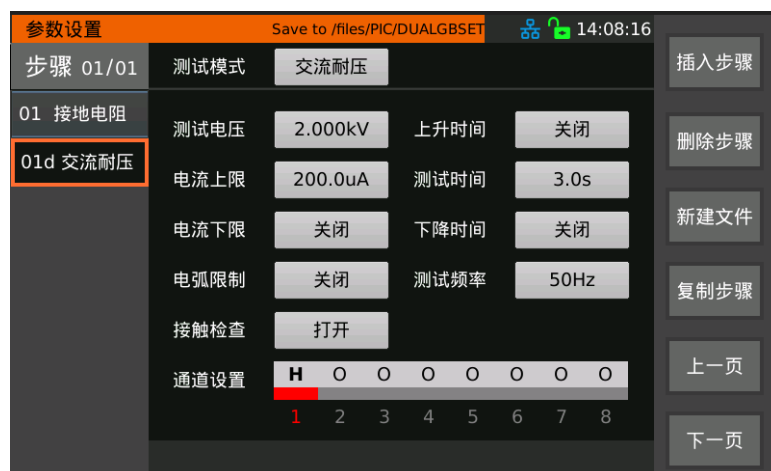 参数设置 Save to /files/PIC/DUALGBSET 14:08:16
步骤 01/01 测试模式 交流耐压 插入步骤
01 接地电阻 测试电压 2.000kV 上升时间 关闭 删除步骤
01d 交流耐压 电流上限 200.0uA 测试时间 3.0s
电流下限 关闭 下降时间 关闭 新建文件
电弧限制 关闭 测试频率 50Hz 复制步骤
接触检查 打开
通道设置 H O O O O O O O 上一页
1 2 3 4 5 6 7 8
下一页